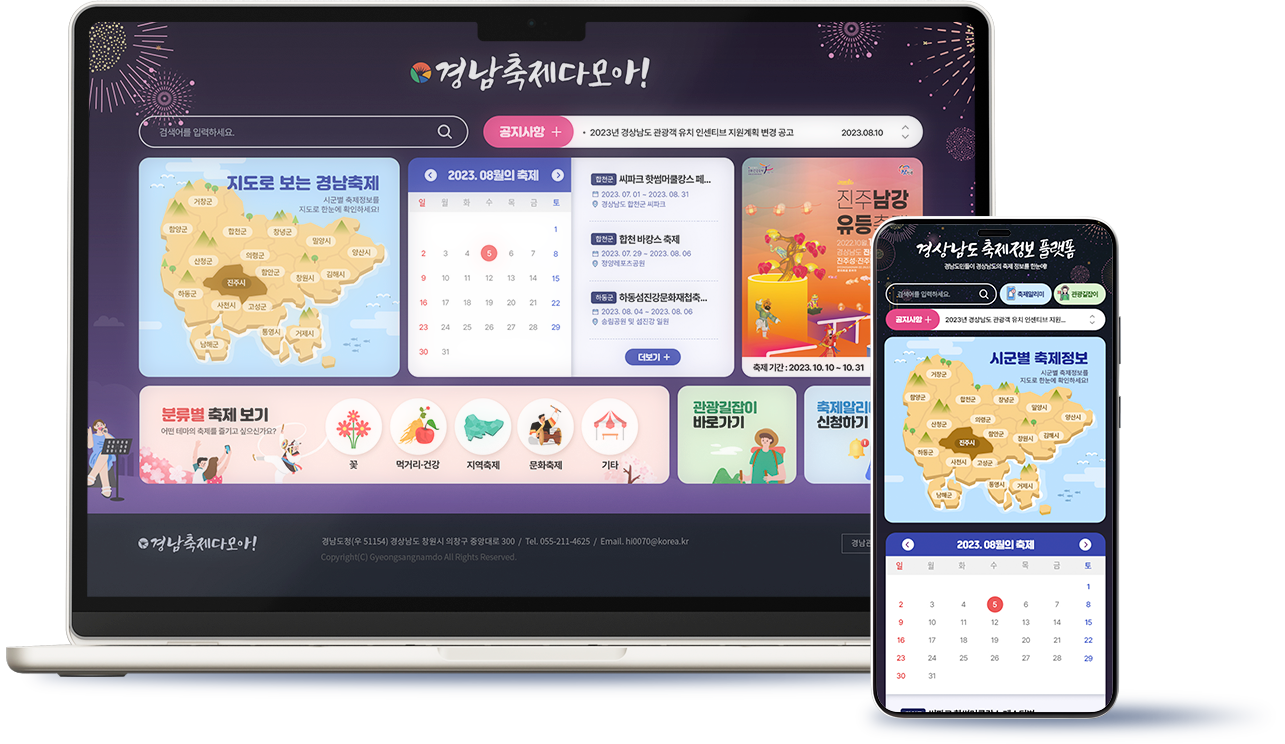 경남축제다모아!
검색어를 입력하세요.
공지사항 +
• 2023년 경상남도 관광객 유치 인센티브 지원계획 변경 공고
2023.08.10
지도로 보는 경남축제
시군별 축제정보를
지도로 한눈에 확인하세요!
거창군
함양군
합천군
창녕군
밀양시
양산시
산청군
의령군
함안군
창원시
김해시
진주시
하동군
사천시
고성군
통영시
거제시
남해군
2023. 08월의 축제
일 월 화 수 목 금 토
1
2 3 4 5 6 7 8
9 10 11 12 13 14 15
16 17 18 19 20 21 22
23 24 25 26 27 28 29
30 31
합천군 씨파크 핫썸머쿨캉스 페...
2023. 07. 01 ~ 2023. 08. 31
경상남도 합천군 씨파크
합천군 합천 바캉스 축제
2023. 07. 29 ~ 2023. 08. 06
정양레포츠공원
하동군 하동섬진강문화재첩축...
2023. 08. 04 ~ 2023. 08. 06
송림공원 및 섬진강 일원
더보기 +
진주남강
유등축제
2022.10월
경상남도 진
진주성·진주
축제 기간 : 2023. 10. 10 ~ 10. 31
분류별 축제 보기
어떤 테마의 축제를 즐기고 싶으신가요?
꽃
먹거리·건강
지역축제
문화축제
기타
관광길잡이
바로가기
축제알리미
신청하기
경남축제다모아!
경남도청(우 51154) 경상남도 창원시 의창구 중앙대로 300 / Tel. 055-211-4625 / Email. hl0070@korea.kr
Copyright(C) Gyeongsangnamdo All Rights Reserved.
경남관
경상남도 축제정보 플랫폼
경남도민들이 경상남도의 축제 정보를 한눈에!
검색어를 입력하세요.
축제알리미
관광길잡이
공지사항 +
2023년 경상남도 관광객 유치 인센티브 지원...
시군별 축제정보
시군별 축제정보를
지도로 한눈에 확인하세요!
거창군
함양군
합천군
창녕군
밀양시
양산시
산청군
의령군
함안군
창원시
김해시
진주시
하동군
사천시
고성군
통영시
거제시
남해군
2023. 08월의 축제
일 월 화 수 목 금 토
1
2 3 4 5 6 7 8
9 10 11 12 13 14 15
16 17 18 19 20 21 22
23 24 25 26 27 28 29
30 31